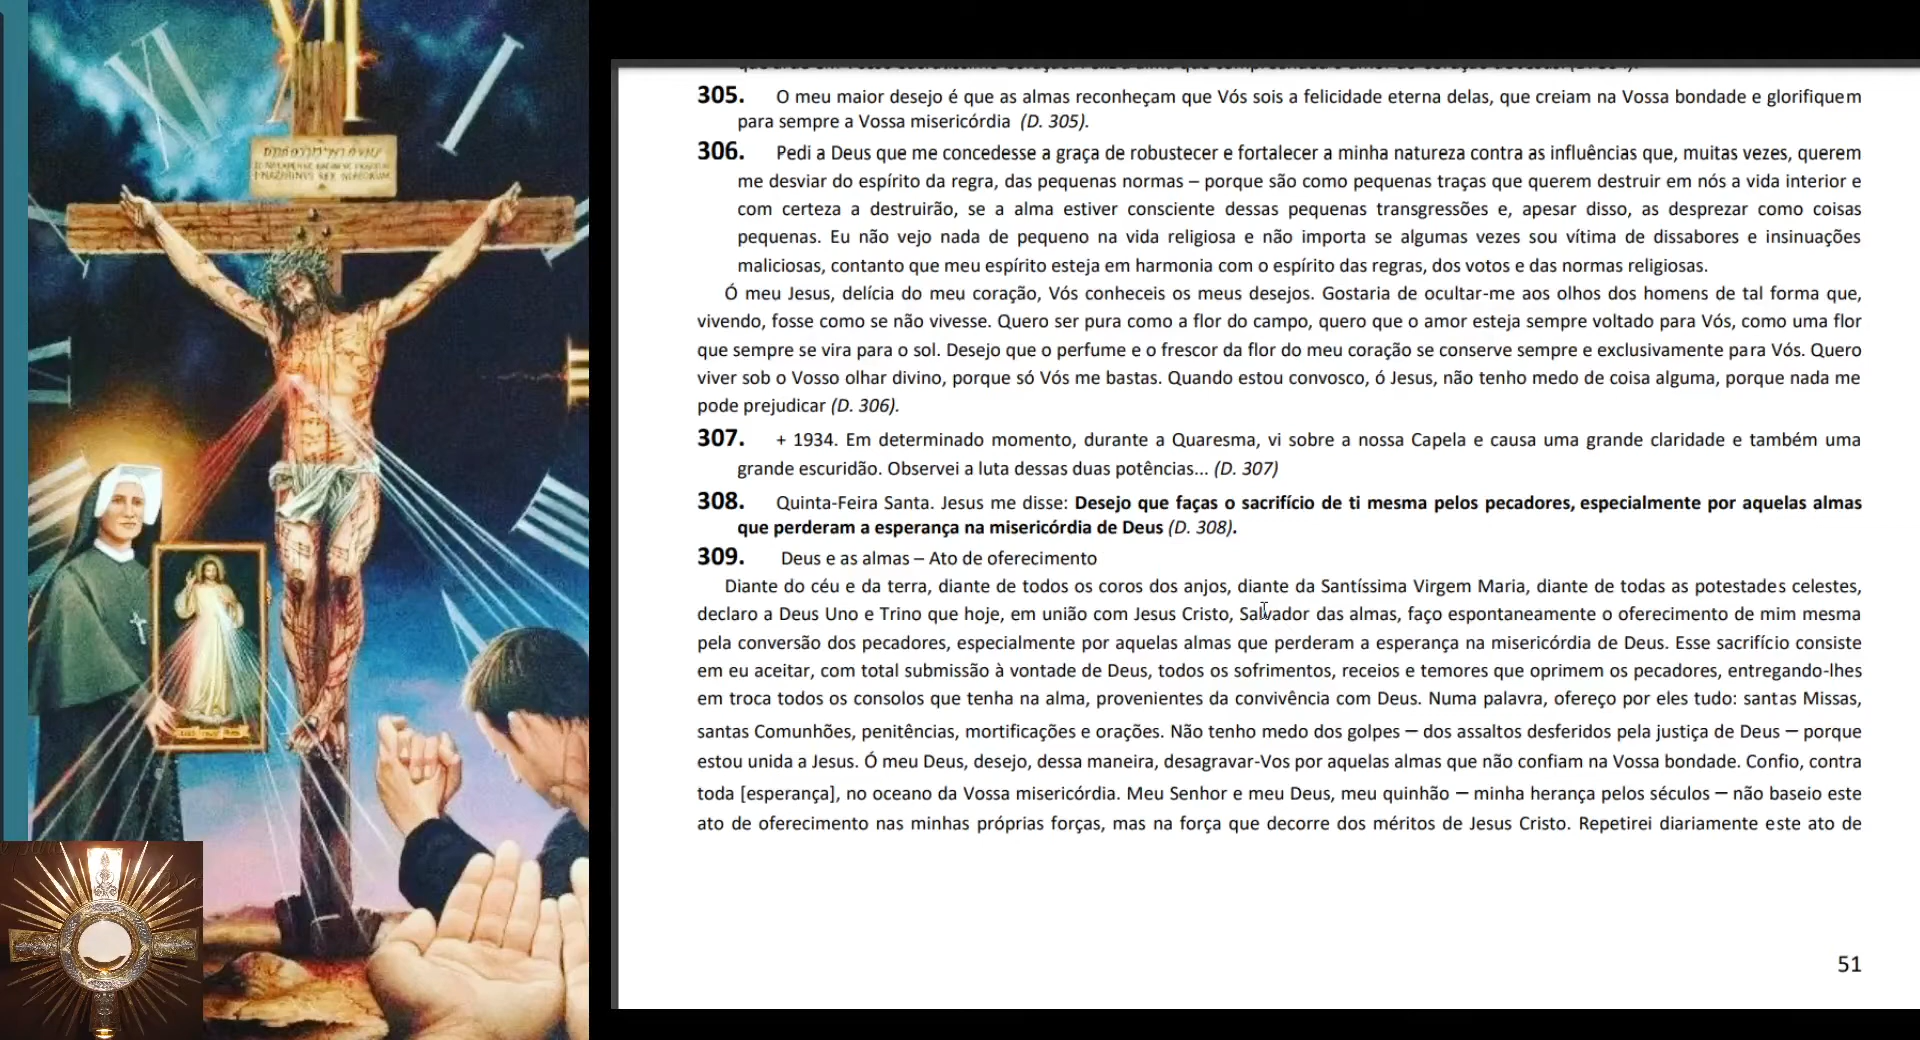 305. O meu maior desejo é que as almas reconheçam que Vós sois a felicidade eterna delas, que creiam na Vossa bondade e glorifiquem
para sempre a Vossa misericórdia (D. 305).
306. Pedi a Deus que me concedesse a graça de robustecer e fortalecer a minha natureza contra as influências que, muitas vezes, querem
me desviar do espírito da regra, das pequenas normas – porque são como pequenas traças que querem destruir em nós a vida interior e
com certeza a destruirão, se a alma estiver consciente dessas pequenas transgressões e, apesar disso, as desprezar como coisas
pequenas. Eu não vejo nada de pequeno na vida religiosa e não importa se algumas vezes sou vítima de dissabores e insinuações
maliciosas, contanto que meu espírito esteja em harmonia com o espírito das regras, dos votos e das normas religiosas.
Ó meu Jesus, delícia do meu coração, Vós conheceis os meus desejos. Gostaria de ocultar-me aos olhos dos homens de tal forma que,
vivendo, fosse como se não vivesse. Quero ser pura como a flor do campo, quero que o amor esteja sempre voltado para Vós, como uma flor
que sempre se vira para o sol. Desejo que o perfume e o frescor da flor do meu coração se conserve sempre e exclusivamente para Vós. Quero
viver sob o Vosso olhar divino, porque só Vós me bastas. Quando estou convosco, ó Jesus, não tenho medo de coisa alguma, porque nada me
pode prejudicar (D. 306).
307. + 1934. Em determinado momento, durante a Quaresma, vi sobre a nossa Capela e causa uma grande claridade e também uma
grande escuridão. Observei a luta dessas duas potências... (D. 307)
308. Quinta-Feira Santa. Jesus me disse: Desejo que faças o sacrifício de ti mesma pelos pecadores, especialmente por aquelas almas
que perderam a esperança na misericórdia de Deus (D. 308).
309. Deus e as almas – Ato de oferecimento
Diante do céu e da terra, diante de todos os coros dos anjos, diante da Santíssima Virgem Maria, diante de todas as potestades celestes,
declaro a Deus Uno e Trino que hoje, em união com Jesus Cristo, Salvador das almas, faço espontaneamente o oferecimento de mim mesma
pela conversão dos pecadores, especialmente por aquelas almas que perderam a esperança na misericórdia de Deus. Esse sacrifício consiste
em eu aceitar, com total submissão à vontade de Deus, todos os sofrimentos, receios e temores que oprimem os pecadores, entregando-lhes
em troca todos os consolos que tenha na alma, provenientes da convivência com Deus. Numa palavra, ofereço por eles tudo: santas Missas,
santas Comunhões, penitências, mortificações e orações. Não tenho medo dos golpes – dos assaltos desferidos pela justiça de Deus – porque
estou unida a Jesus. Ó meu Deus, desejo, dessa maneira, desagravar-Vos por aquelas almas que não confiam na Vossa bondade. Confio, contra
toda [esperança], no oceano da Vossa misericórdia. Meu Senhor e meu Deus, meu quinhão – minha herança pelos séculos – não baseio este
ato de oferecimento nas minhas próprias forças, mas na força que decorre dos méritos de Jesus Cristo. Repetirei diariamente este ato de
51